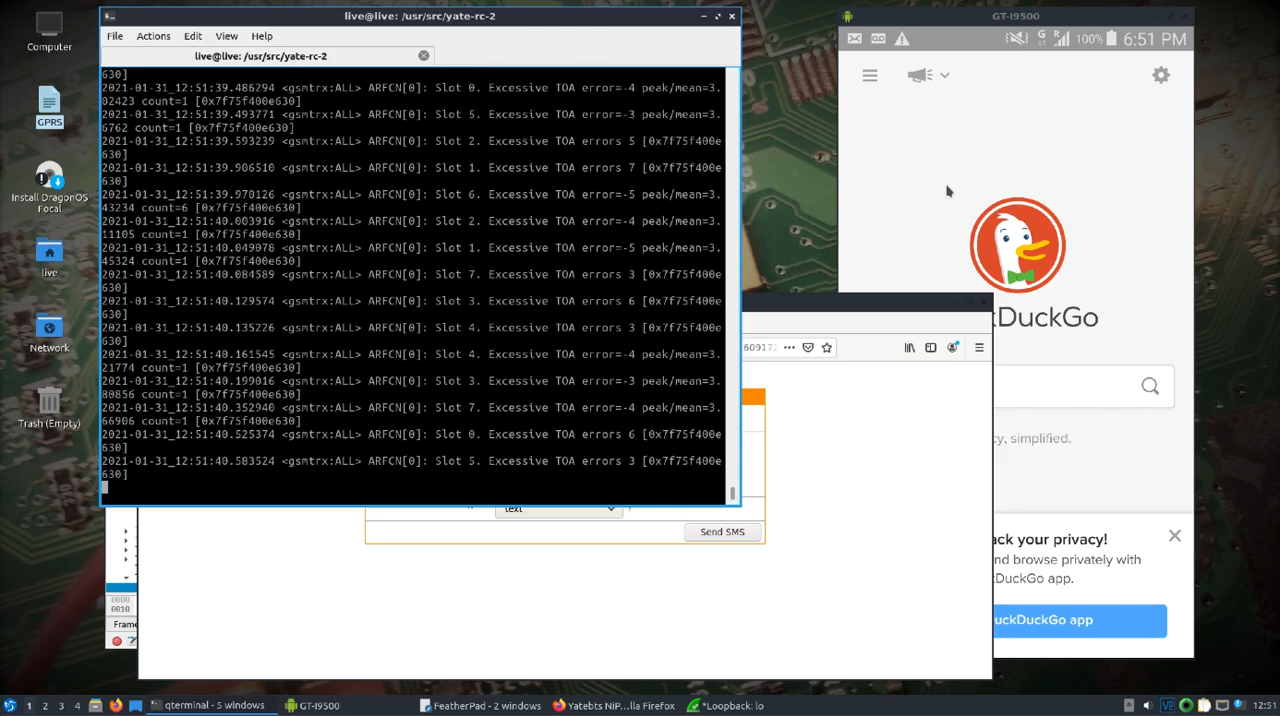 live@live: /usr/src/yate-rc-2
File Actions Edit View Help
live@live: /usr/src/yate-rc-2
630]
2021-01-31_12:51:39.486294 <gsmtrx:ALL> ARFCN[0]: Slot 0. Excessive TOA error=-4 peak/mean=3.
02423 count=1 [0x7f75f400e630]
2021-01-31_12:51:39.493771 <gsmtrx:ALL> ARFCN[0]: Slot 5. Excessive TOA error=-3 peak/mean=3.
6762 count=1 [0x7f75f400e630]
2021-01-31_12:51:39.593239 <gsmtrx:ALL> ARFCN[0]: Slot 2. Excessive TOA errors 5 [0x7f75f400e
630]
2021-01-31_12:51:39.906510 <gsmtrx:ALL> ARFCN[0]: Slot 1. Excessive TOA errors 7 [0x7f75f400e
630]
2021-01-31_12:51:39.970126 <gsmtrx:ALL> ARFCN[0]: Slot 6. Excessive TOA error=-5 peak/mean=3.
43234 count=6 [0x7f75f400e630]
2021-01-31_12:51:40.003916 <gsmtrx:ALL> ARFCN[0]: Slot 2. Excessive TOA error=-4 peak/mean=3.
11105 count=1 [0x7f75f400e630]
2021-01-31_12:51:40.049978 <gsmtrx:ALL> ARFCN[0]: Slot 1. Excessive TOA error=-5 peak/mean=3.
45324 count=1 [0x7f75f400e630]
2021-01-31_12:51:40.084589 <gsmtrx:ALL> ARFCN[0]: Slot 7. Excessive TOA errors 3 [0x7f75f400e
630]
2021-01-31_12:51:40.129574 <gsmtrx:ALL> ARFCN[0]: Slot 3. Excessive TOA errors 6 [0x7f75f400e
630]
2021-01-31_12:51:40.135226 <gsmtrx:ALL> ARFCN[0]: Slot 4. Excessive TOA errors 3 [0x7f75f400e
630]
2021-01-31_12:51:40.161545 <gsmtrx:ALL> ARFCN[0]: Slot 4. Excessive TOA error=-4 peak/mean=3.
21774 count=1 [0x7f75f400e630]
2021-01-31_12:51:40.199016 <gsmtrx:ALL> ARFCN[0]: Slot 3. Excessive TOA error=-3 peak/mean=3.
80856 count=1 [0x7f75f400e630]
2021-01-31_12:51:40.352940 <gsmtrx:ALL> ARFCN[0]: Slot 7. Excessive TOA error=-4 peak/mean=3.
66906 count=1 [0x7f75f400e630]
2021-01-31_12:51:40.525374 <gsmtrx:ALL> ARFCN[0]: Slot 0. Excessive TOA errors 6 [0x7f75f400e
630]
2021-01-31_12:51:40.583524 <gsmtrx:ALL> ARFCN[0]: Slot 5. Excessive TOA errors 3 [0x7f75f400e
630]
Computer
GPRS
Install DragonOS
Focal
live
Network
Trash (Empty)
GT-I9500
G
100% 6:51 PM
kDuckGo
cy, simplified.
ack your privacy!
nd browse privately with
kDuckGo app.
uckDuckGo app
60917
text
Send SMS
0000
0010
Frame
1 2 3 4
qterminal - 5 windows
GT-I9500
FeatherPad - 2 windows
Yatebts NiP...lla Firefox
*Loopback: lo
12:51